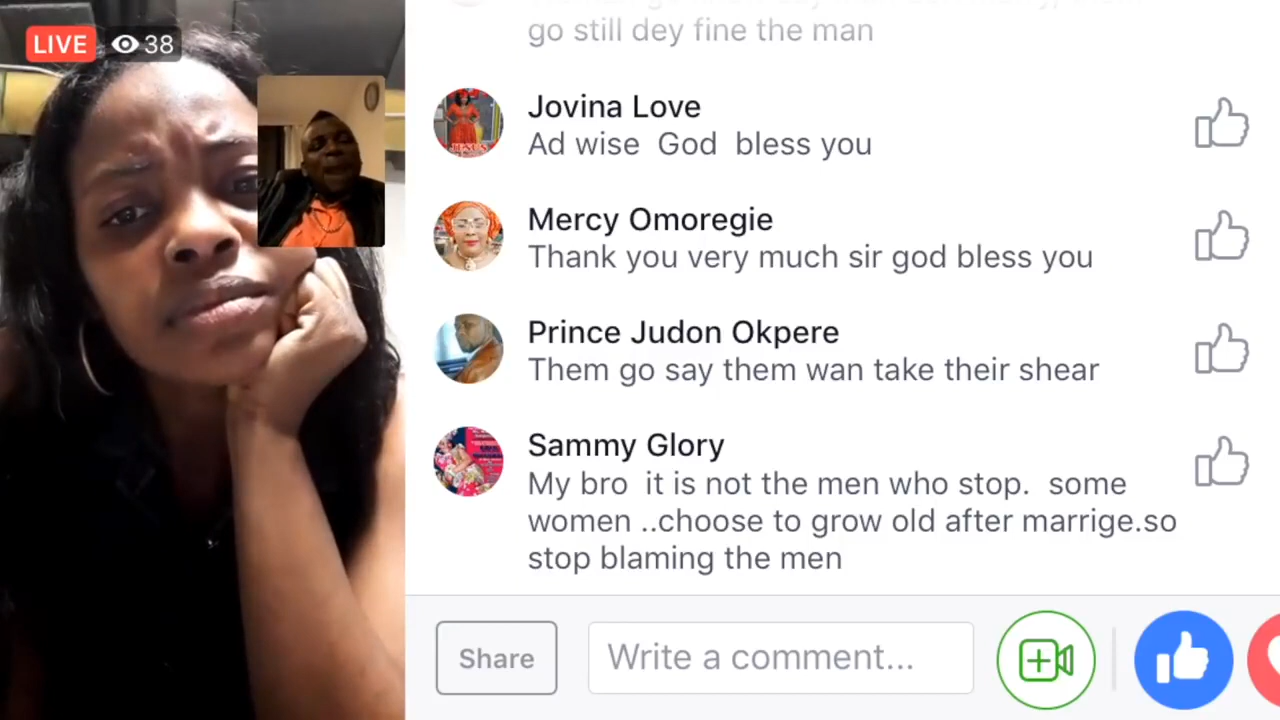 LIVE 38
go still dey fine the man
Jovina Love
Ad wise God bless you
Mercy Omoregie
Thank you very much sir god bless you
Prince Judon Okpere
Them go say them wan take their shear
Sammy Glory
My bro it is not the men who stop. some
women ..choose to grow old after marrige.so
stop blaming the men
Share
Write a comment...